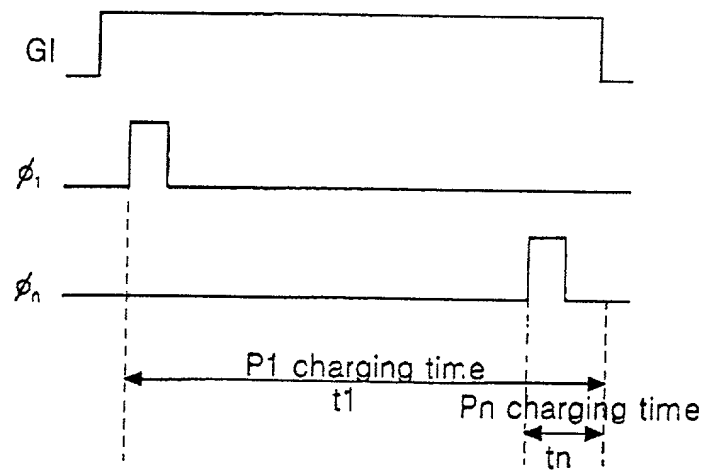 GI
ϕ₁
ϕₙ
P1 charging time
t1
Pn charging time
tn